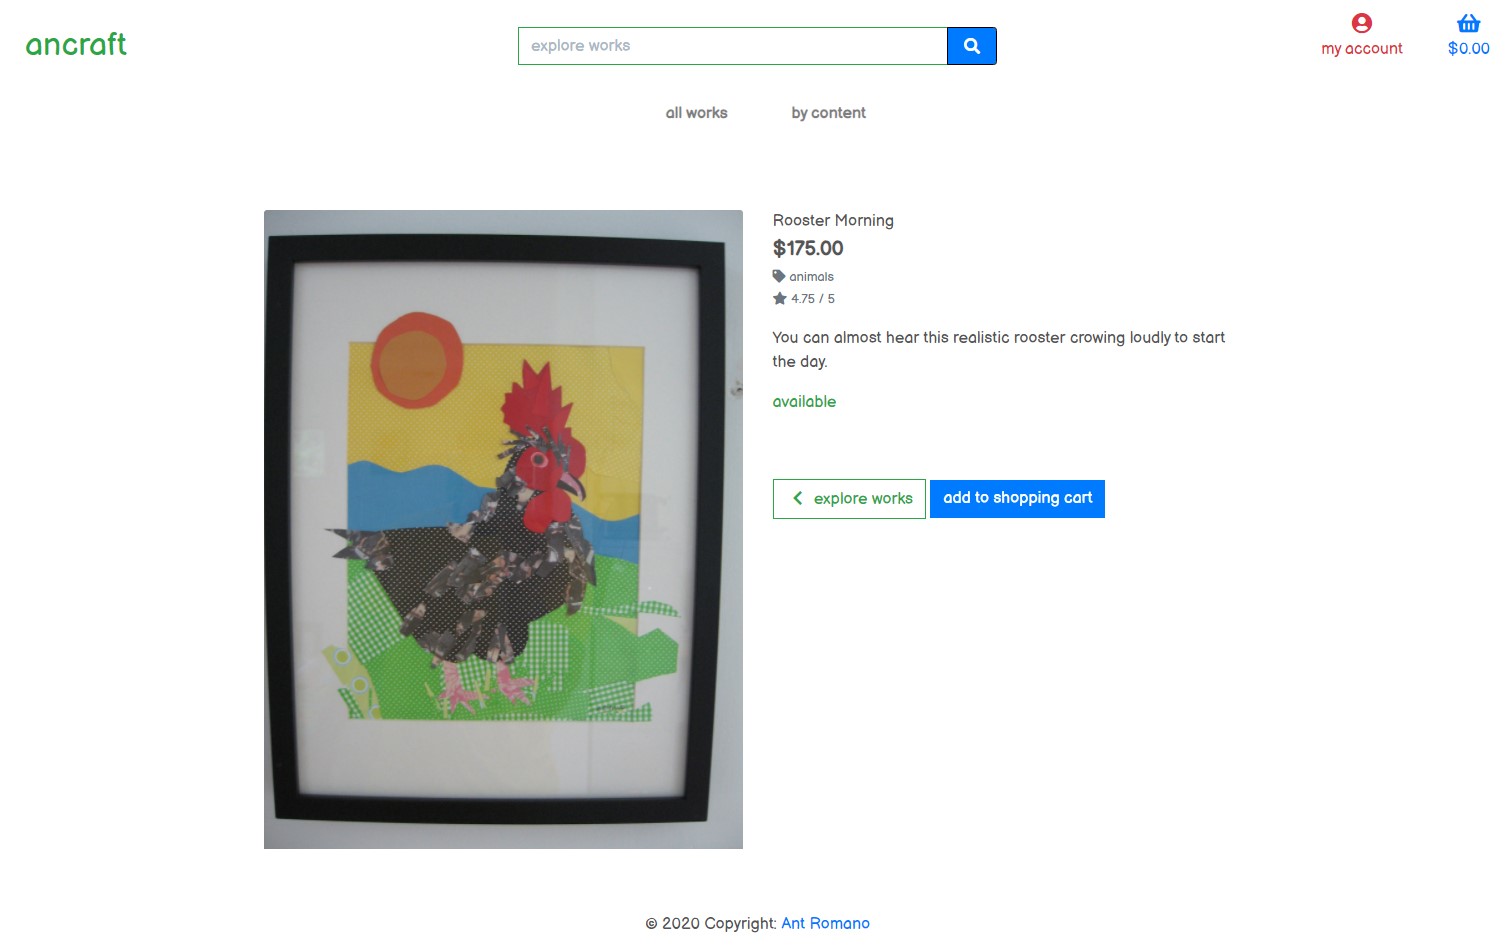 ancraft
explore works
my account
$0.00
all works
by content
Rooster Morning
$175.00
animals
4.75 / 5
You can almost hear this realistic rooster crowing loudly to start
the day.
available
explore works
add to shopping cart
© 2020 Copyright: Ant Romano